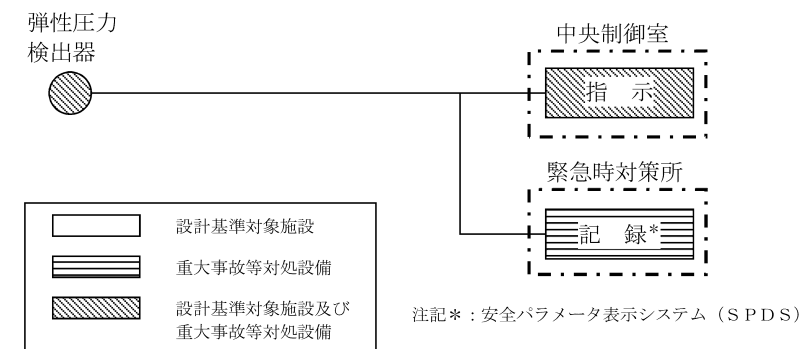 弾性圧力
検出器
中央制御室
指　示
緊急時対策所
記　録*
設計基準対象施設
重大事故等対処設備
設計基準対象施設及び
重大事故等対処設備
注記＊：安全パラメータ表示システム（ＳＰＤＳ）